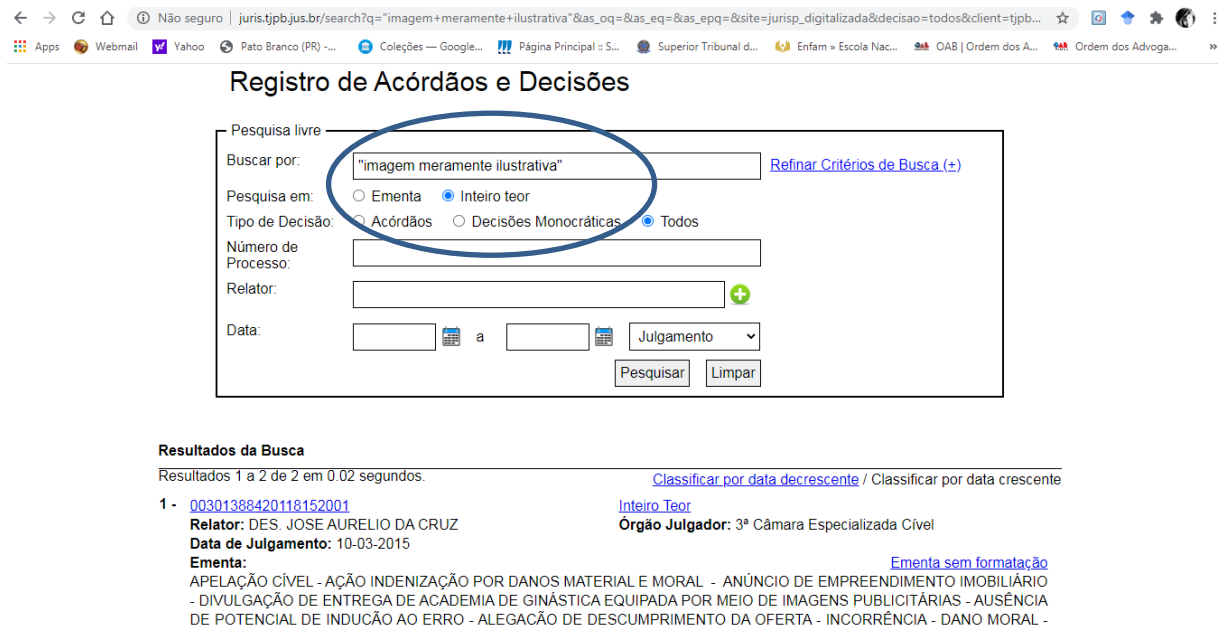 Não seguro | juris.tjpb.jus.br/search?q="imagem+meramente+ilustrativa"&as_oq=&as_eq=&as_epq=&site=jurisp_digitalizada&decisao=todos&client=tjpb...
Apps Webmail Yahoo Pato Branco (PR) -... Coleções — Google... Página Principal :: S... Superior Tribunal d... Enfam » Escola Nac... OAB | Ordem dos A... Ordem dos Advoga... »
Registro de Acórdãos e Decisões
Pesquisa livre
Buscar por: "imagem meramente ilustrativa" Refinar Critérios de Busca (+)
Pesquisa em: Ementa Inteiro teor
Tipo de Decisão: Acórdãos Decisões Monocráticas Todos
Número de
Processo:
Relator:
Data: a Julgamento
Pesquisar Limpar
Resultados da Busca
Resultados 1 a 2 de 2 em 0.02 segundos. Classificar por data decrescente / Classificar por data crescente
1 - 00301388420118152001 Inteiro Teor
Relator: DES. JOSE AURELIO DA CRUZ Órgão Julgador: 3ª Câmara Especializada Cível
Data de Julgamento: 10-03-2015
Ementa: Ementa sem formatação
APELAÇÃO CÍVEL - AÇÃO INDENIZAÇÃO POR DANOS MATERIAL E MORAL - ANÚNCIO DE EMPREENDIMENTO IMOBILIÁRIO
- DIVULGAÇÃO DE ENTREGA DE ACADEMIA DE GINÁSTICA EQUIPADA POR MEIO DE IMAGENS PUBLICITÁRIAS - AUSÊNCIA
DE POTENCIAL DE INDUÇÃO AO ERRO - ALEGAÇÃO DE DESCUMPRIMENTO DA OFERTA - INCORRÊNCIA - DANO MORAL -